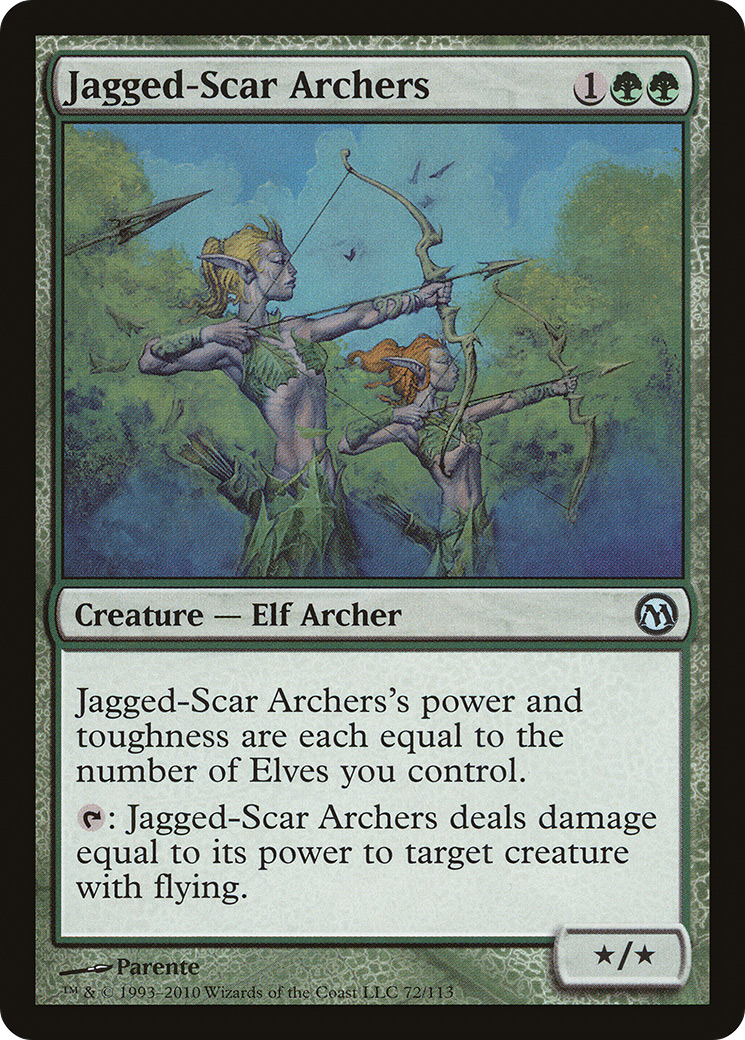 Jagged-Scar Archers 1
Creature — Elf Archer
Jagged-Scar Archers's power and
toughness are each equal to the
number of Elves you control.
: Jagged-Scar Archers deals damage
equal to its power to target creature
with flying.
★/★
Parente
™ & © 1993–2010 Wizards of the Coast LLC 72/113